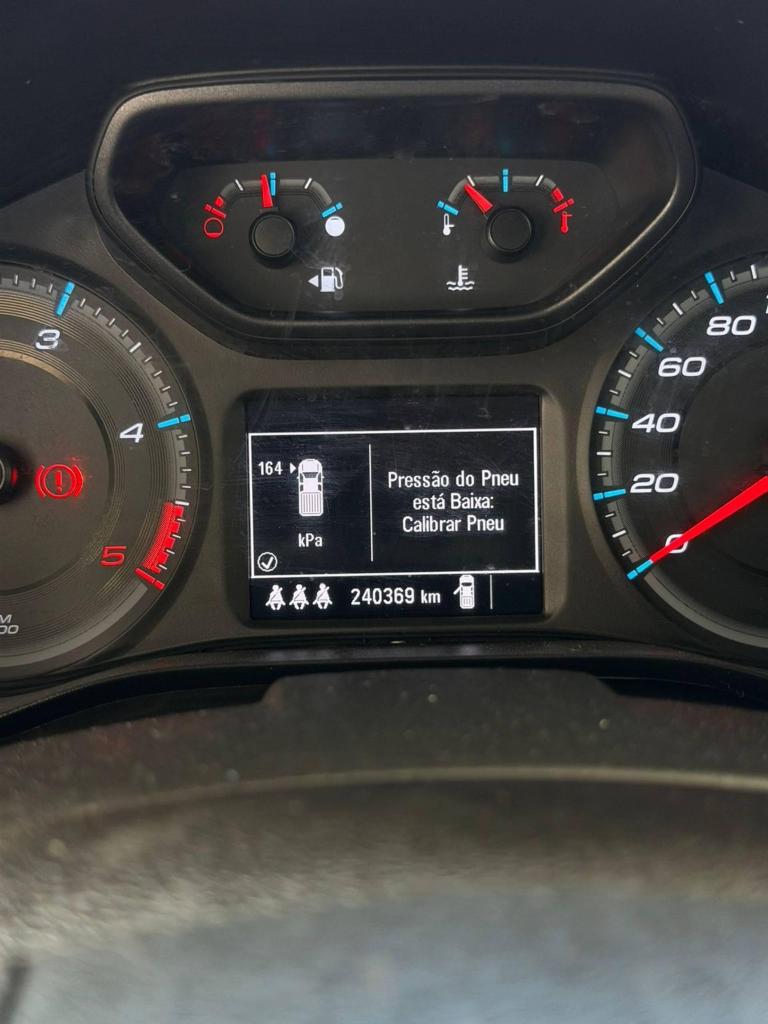 3
4
5
80
60
40
20
0
164
kPa
Pressão do Pneu
está Baixa:
Calibrar Pneu
240369 km